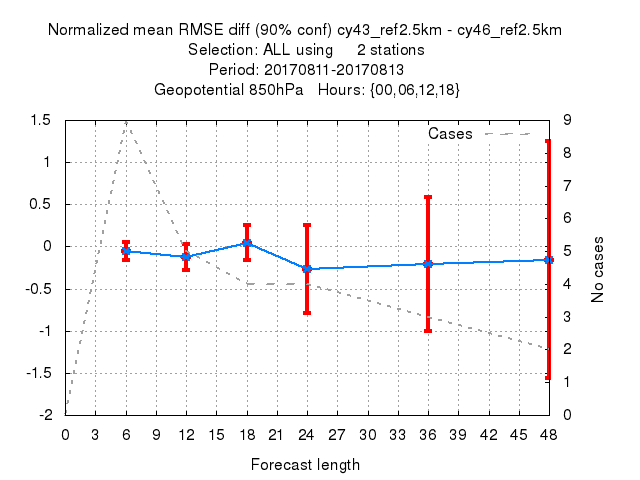 Normalized mean RMSE diff (90% conf) cy43_ref2.5km - cy46_ref2.5km
Selection: ALL using 2 stations
Period: 20170811-20170813
Geopotential 850hPa Hours: {00,06,12,18}
Cases
1.5
1
0.5
0
-0.5
-1
-1.5
-2
9
8
7
6
5
4
3
2
1
0
No cases
0 3 6 9 12 15 18 21 24 27 30 33 36 39 42 45 48
Forecast length